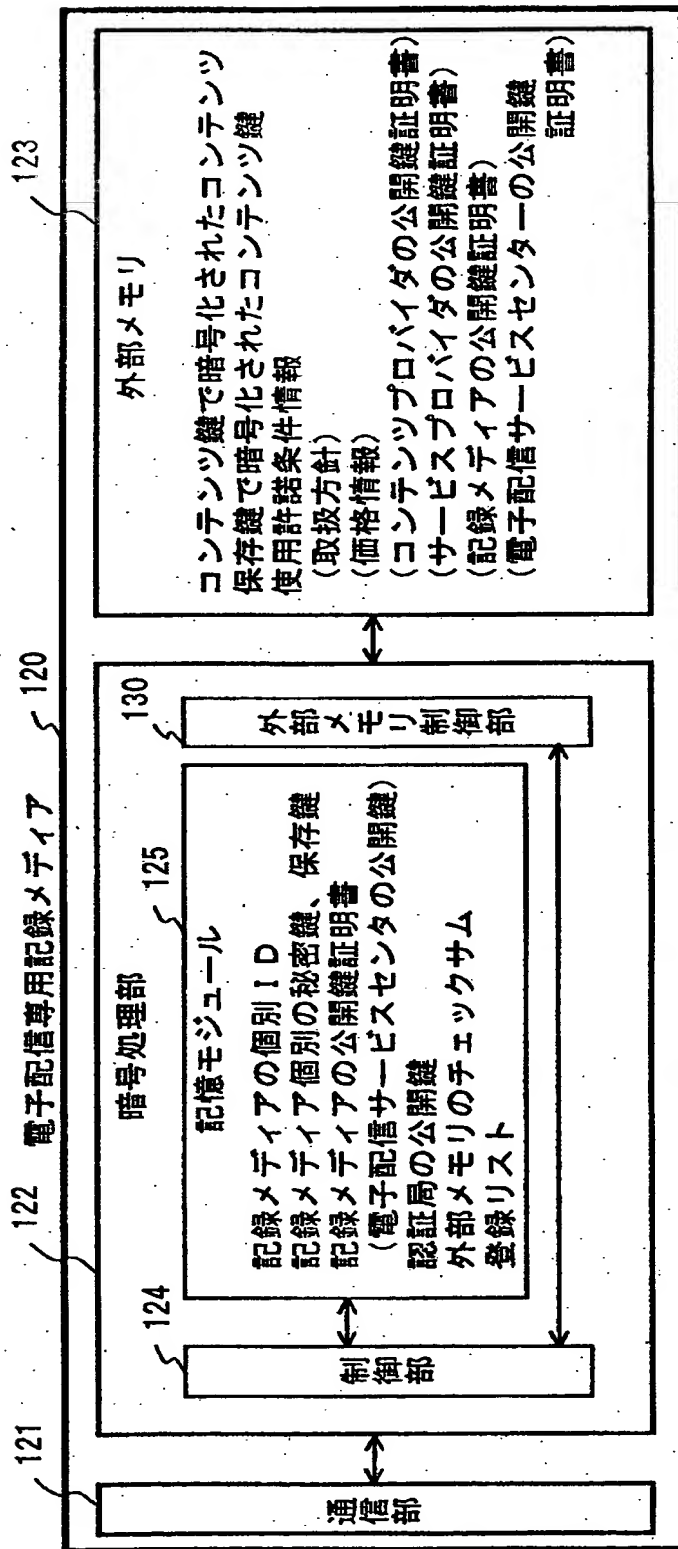 電子配信専用記録メディア
120
121
通信部
122
暗号処理部
124
制御部
125
記憶モジュール
記録メディアの個別ID
記録メディア個別の秘密鍵、保存鍵
記録メディアの公開鍵証明書
(電子配信サービスセンタの公開鍵)
認証局の公開鍵
外部メモリのチェックサム
登録リスト
130
外部メモリ制御部
123
外部メモリ
コンテンツ鍵で暗号化されたコンテンツ
保存鍵で暗号化されたコンテンツ鍵
使用許諾条件情報
(取扱方針)
(価格情報)
(コンテンツプロバイダの公開鍵証明書)
(サービスプロバイダの公開鍵証明書)
(記録メディアの公開鍵証明書)
(電子配信サービスセンターの公開鍵
証明書)